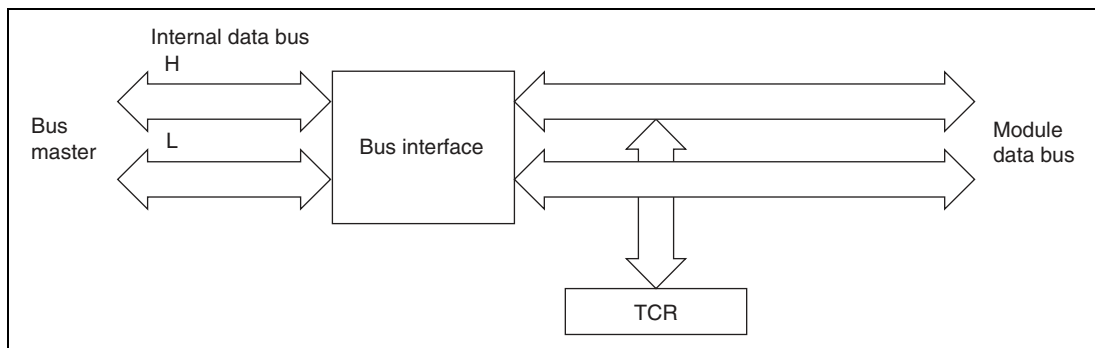 Internal data bus
H
Bus
master
L
Bus interface
Module
data bus
TCR